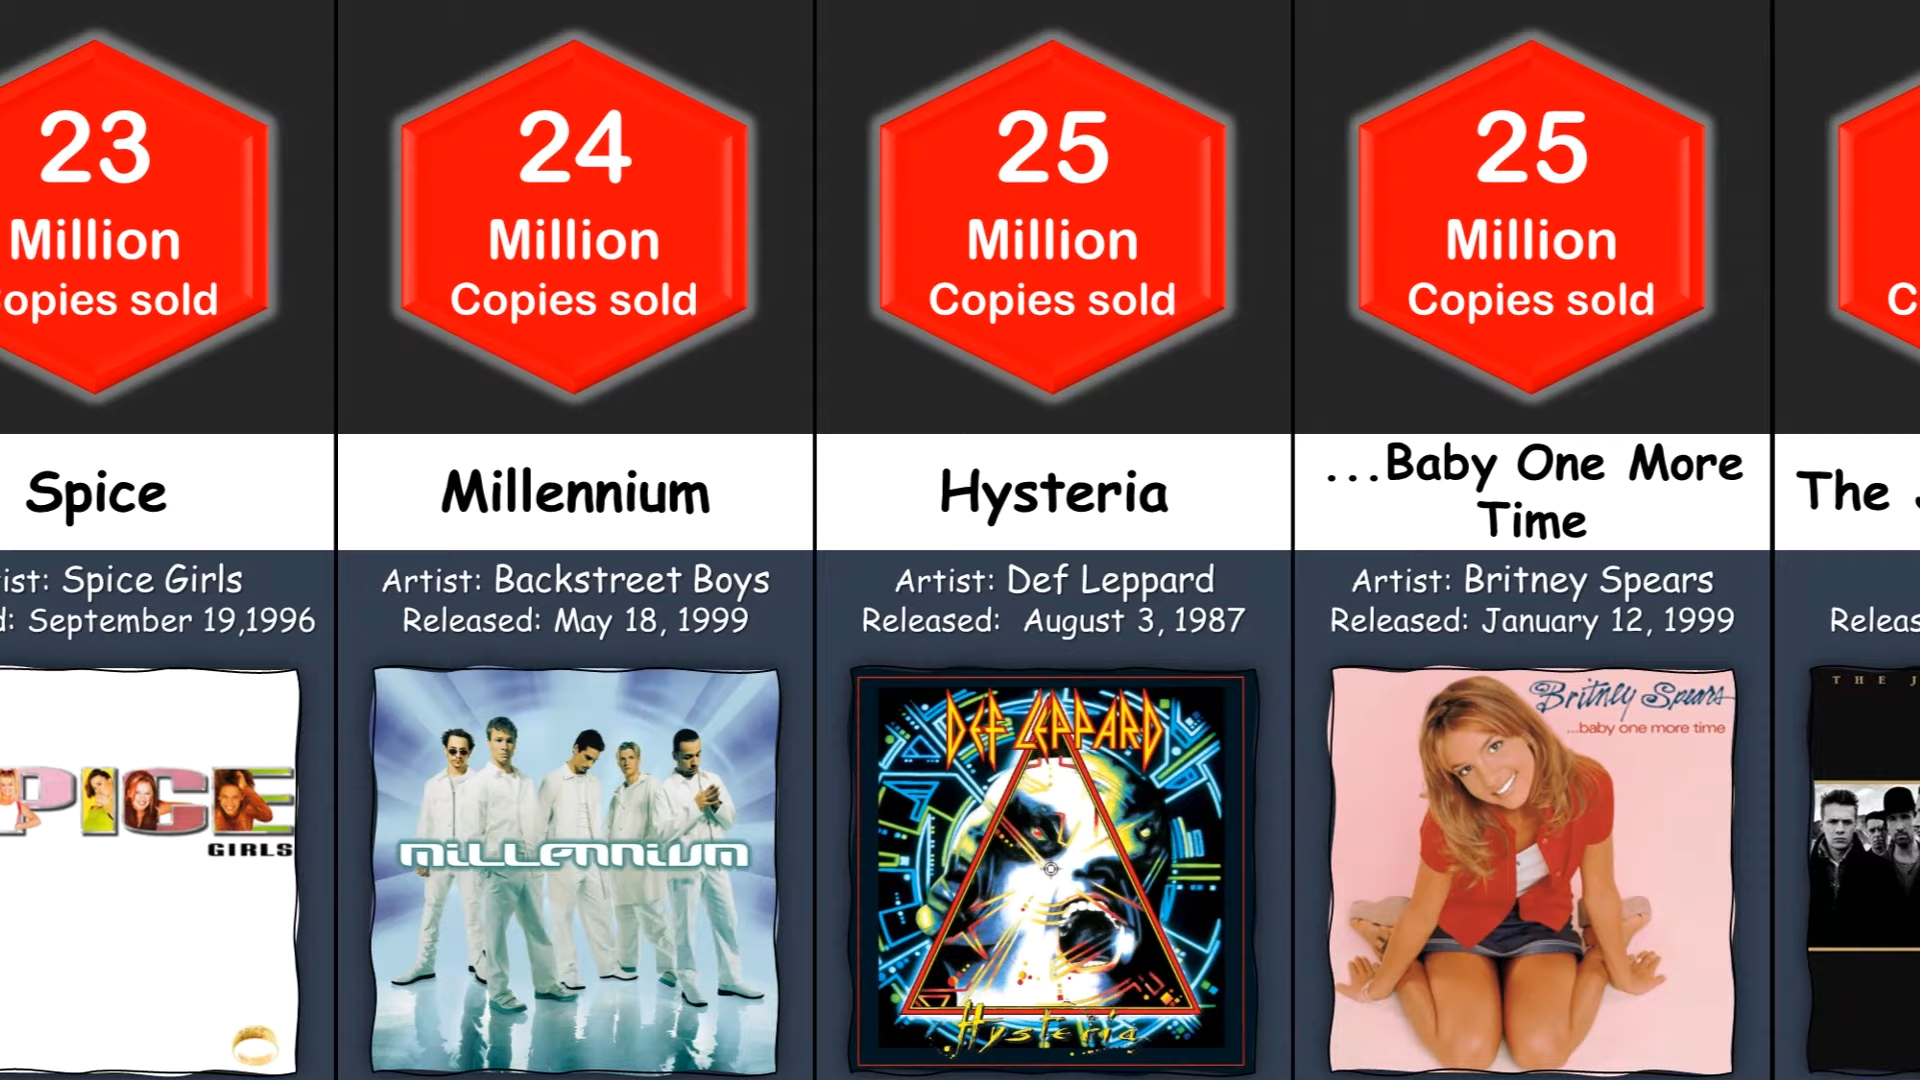 23
Million
opies sold
Spice
ist: Spice Girls
d: September 19,1996
PICE
GIRLS
24
Million
Copies sold
Millennium
Artist: Backstreet Boys
Released: May 18, 1999
millennium
25
Million
Copies sold
Hysteria
Artist: Def Leppard
Released: August 3, 1987
DEF LEPPARD
Hysteria
25
Million
Copies sold
...Baby One More
Time
Artist: Britney Spears
Released: January 12, 1999
Britney Spears
...baby one more time
C
The J
Releas
THE J